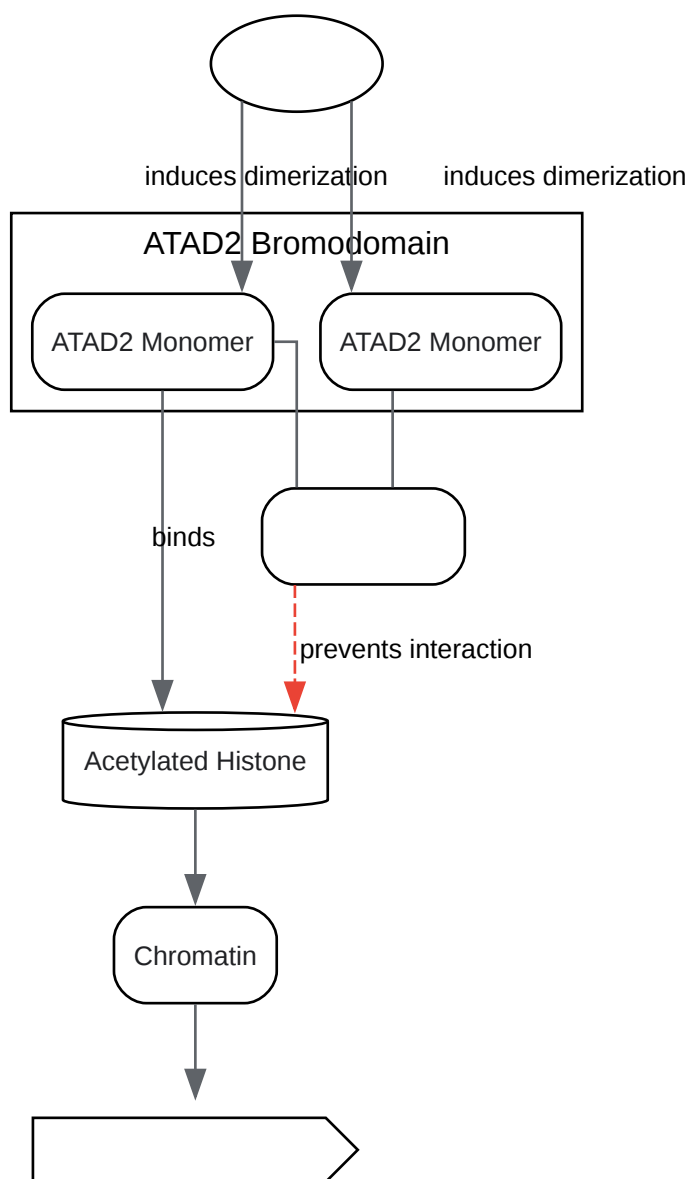 induces dimerization
induces dimerization
ATAD2 Bromodomain
ATAD2 Monomer
ATAD2 Monomer
binds
prevents interaction
Acetylated Histone
Chromatin